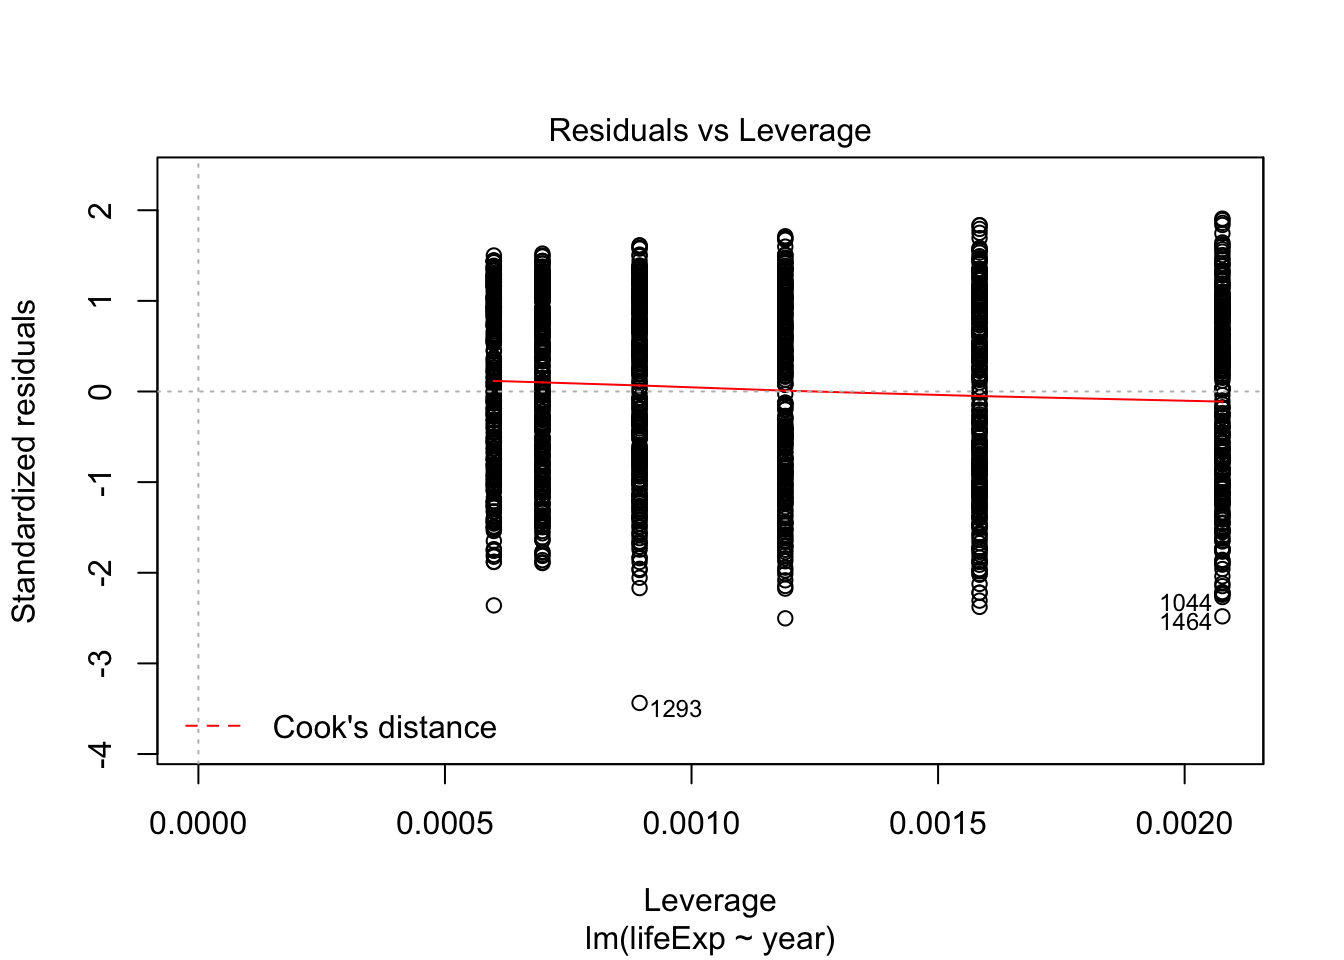 Residuals vs Leverage
Standardized residuals
2
1
0
-1
-2
-3
-4
1044
1464
1293
Cook's distance
0.0000 0.0005 0.0010 0.0015 0.0020
Leverage
lm(lifeExp ~ year)